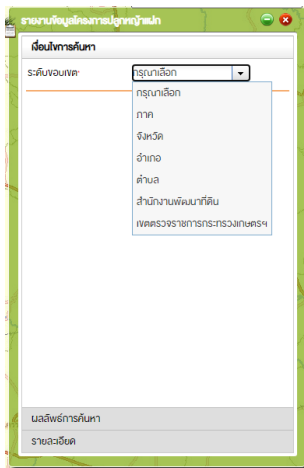 รายงานข้อมูลโครงการปลูกหญ้าแฝก
เงื่อนไขการค้นหา
ระดับขอบเขต: กรุณาเลือก
กรุณาเลือก
ภาค
จังหวัด
อำเภอ
ตำบล
สำนักงานพัฒนาที่ดิน
เขตตรวจราชการกระทรวงเกษตรฯ
ผลลัพธ์การค้นหา
รายละเอียด